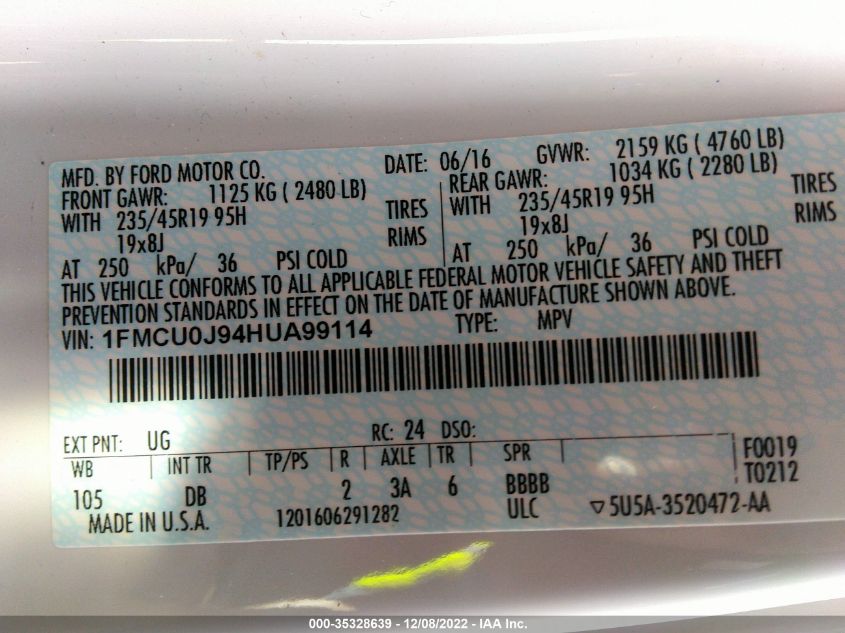 MFD. BY FORD MOTOR CO. DATE: 06/16 GVWR: 2159 KG ( 4760 LB)
FRONT GAWR: 1125 KG ( 2480 LB) REAR GAWR: 1034 KG ( 2280 LB)
WITH 235/45R19 95H TIRES WITH 235/45R19 95H TIRES
19x8J RIMS 19x8J RIMS
AT 250 kPa/ 36 PSI COLD AT 250 kPa/ 36 PSI COLD
THIS VEHICLE CONFORMS TO ALL APPLICABLE FEDERAL MOTOR VEHICLE SAFETY AND THEFT
PREVENTION STANDARDS IN EFFECT ON THE DATE OF MANUFACTURE SHOWN ABOVE.
VIN: 1FMCU0J94HUA99114 TYPE: MPV
EXT PNT: UG RC: 24 DSO:
WB INT TR TP/PS R AXLE TR SPR F0019
105 DB 2 3A 6 BBBB T0212
MADE IN U.S.A. 1201606291282 ULC ▽5U5A-3520472-AA
000-35328639 - 12/08/2022 - IAA Inc.